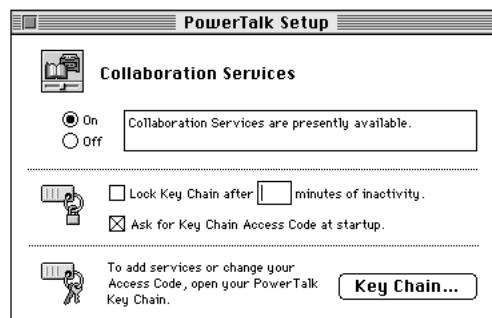 PowerTalk Setup
Collaboration Services
On
Off
Collaboration Services are presently available.
Lock Key Chain after minutes of inactivity.
Ask for Key Chain Access Code at startup.
To add services or change your
Access Code, open your PowerTalk
Key Chain.
Key Chain...